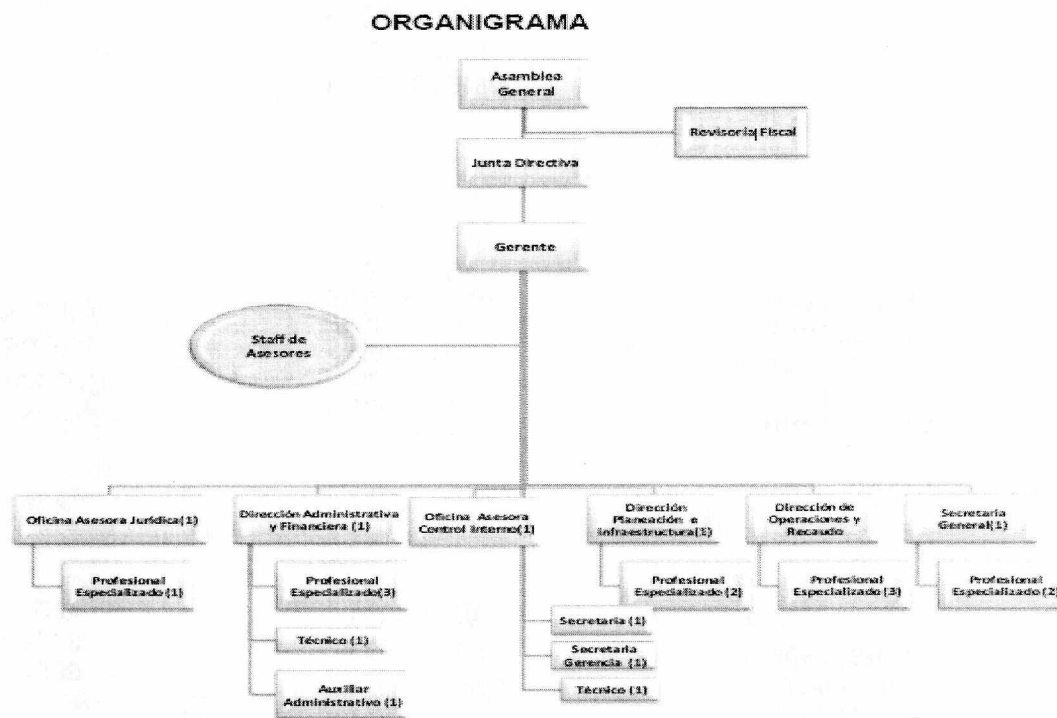 ORGANIGRAMA
Asamblea
General
Revisoría Fiscal
Junta Directiva
Gerente
Staff de
Asesores
Oficina Asesora Jurídica(1)
Profesional
Especializado (1)
Dirección Administrativa
y Financiera (1)
Profesional
Especializado(3)
Técnico (1)
Auxiliar
Administrativo (1)
Oficina Asesora
Control Interno(1)
Secretaria (1)
Secretaria
Gerencia (1)
Técnico (1)
Dirección
Planeación e
Infraestructura(1)
Profesional
Especializado (2)
Dirección de
Operaciones y
Recaudo
Profesional
Especializado (3)
Secretaria
General(1)
Profesional
Especializado (2)